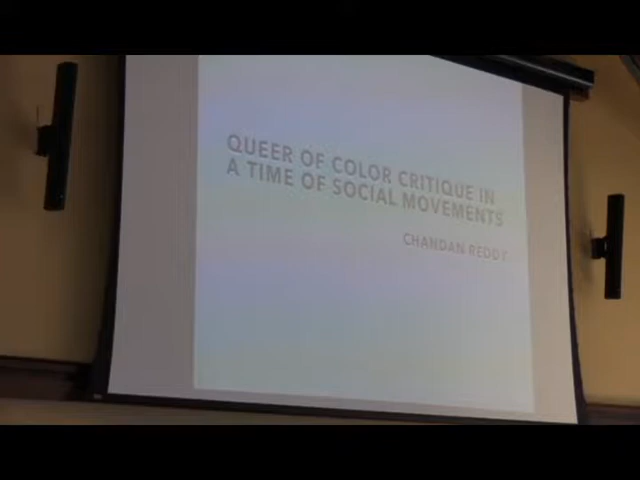 QUEER OF COLOR CRITIQUE IN
A TIME OF SOCIAL MOVEMENTS
CHANDAN REDDY